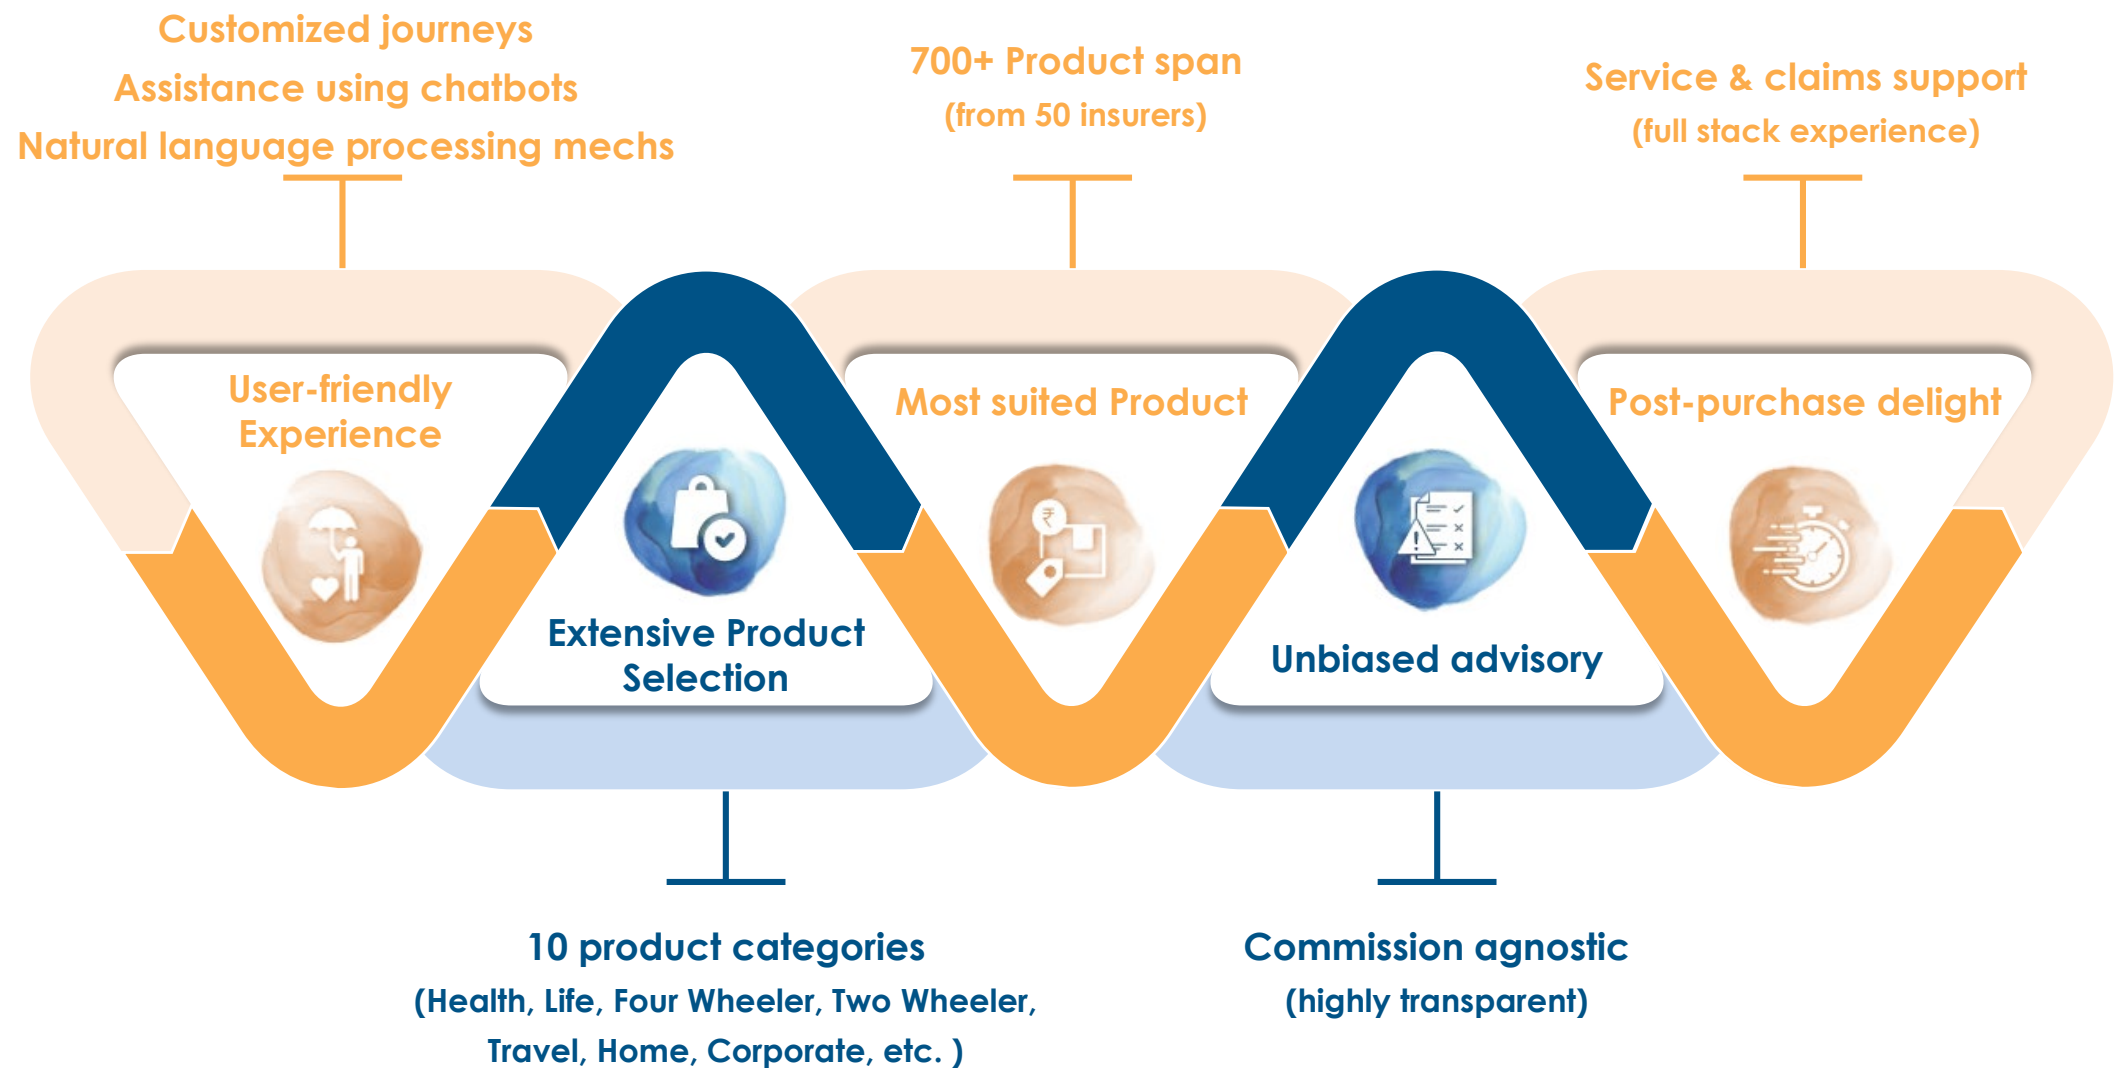 Customized journeys
Assistance using chatbots
Natural language processing mechs
700+ Product span
(from 50 insurers)
Service & claims support
(full stack experience)
User-friendly
Experience
Most suited Product
Post-purchase delight
₹
Extensive Product
Selection
Unbiased advisory
10 product categories
(Health, Life, Four Wheeler, Two Wheeler,
Travel, Home, Corporate, etc. )
Commission agnostic
(highly transparent)